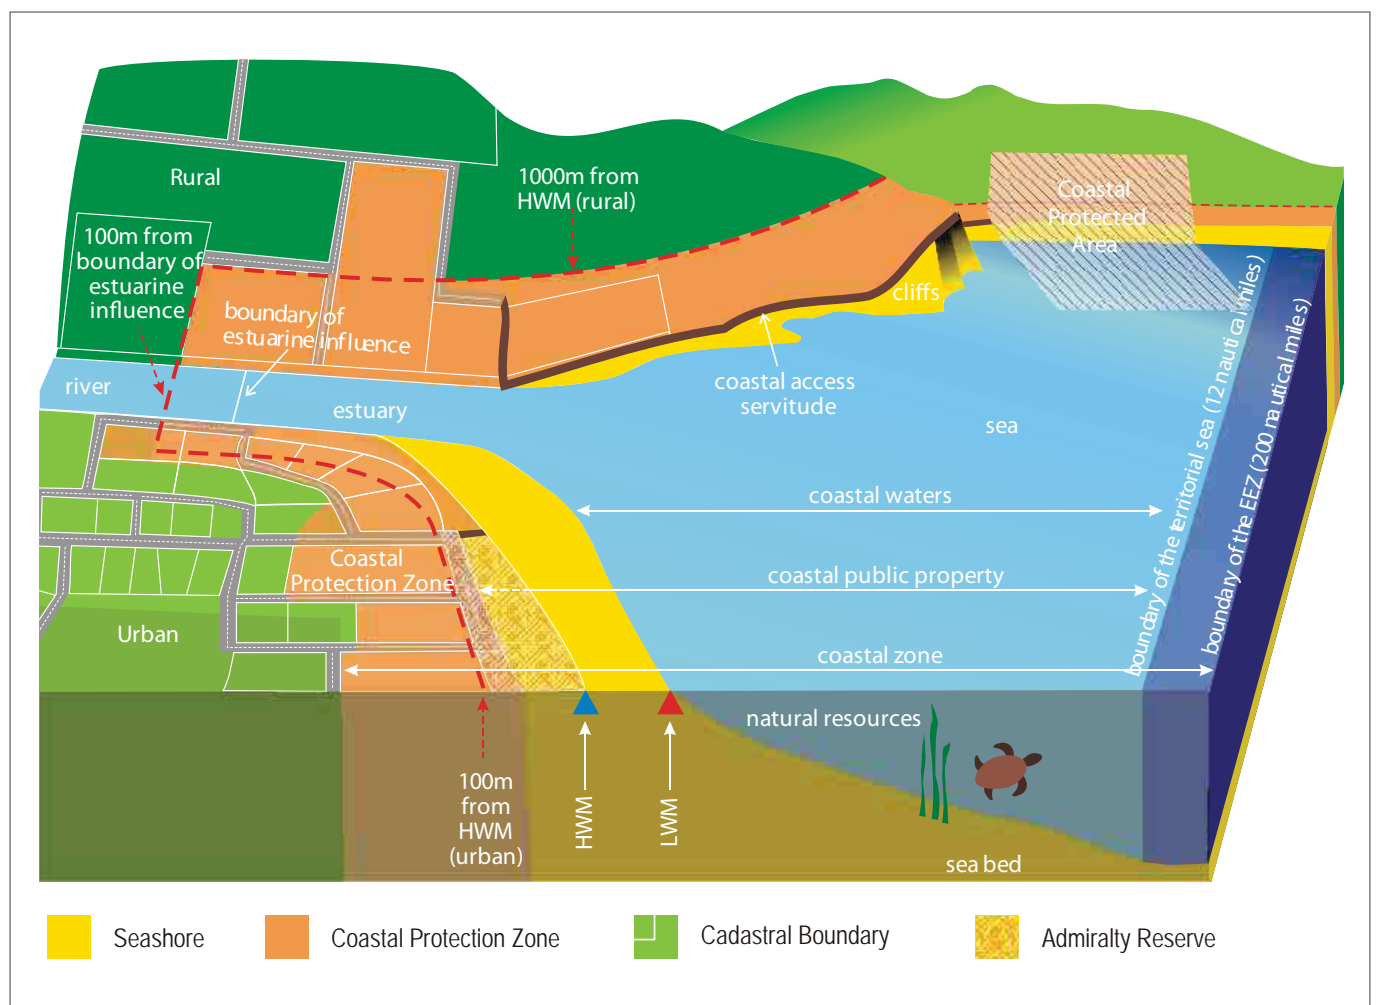 Rural
1000m from
HWM (rural)
Coastal
Protected
Area
100m from
boundary of
estuarine
influence
boundary of
estuarine influence
cliffs
river
estuary
coastal access
servitude
sea
boundary of the territorial sea (12 nautical miles)
boundary of the EEZ (200 nautical miles)
coastal waters
Coastal
Protection Zone
coastal public property
Urban
coastal zone
natural resources
100m
from
HWM
(urban)
HWM
LWM
sea bed
Seashore
Coastal Protection Zone
Cadastral Boundary
Admiralty Reserve